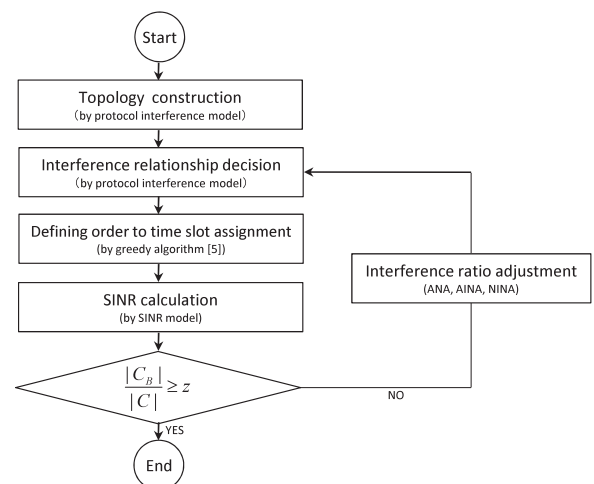 Start
Topology construction
(by protocol interference model)
Interference relationship decision
(by protocol interference model)
Defining order to time slot assignment
(by greedy algorithm [5])
Interference ratio adjustment
(ANA, AINA, NINA)
SINR calculation
(by SINR model)
|C_B| / |C| ≥ z
NO
YES
End